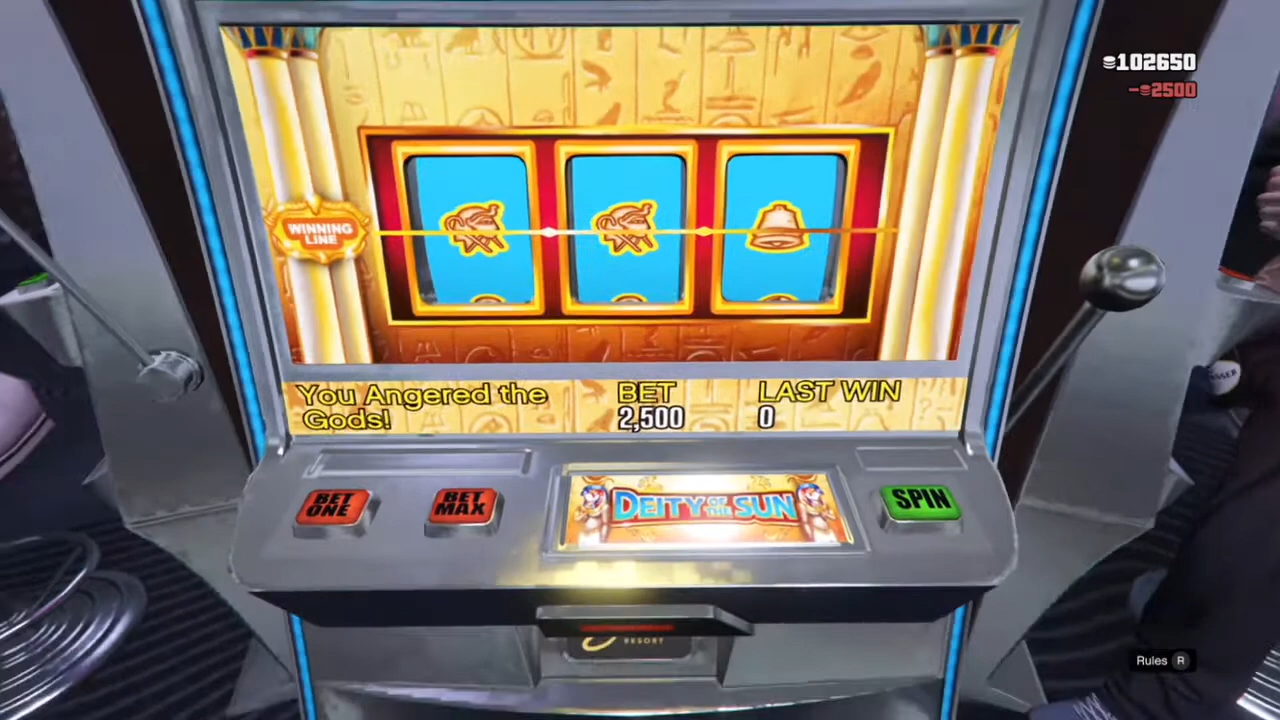 102650
-2500
WINNING
LINE
You Angered the
Gods!
BET
2,500
LAST WIN
0
BET
ONE
BET
MAX
DEITY OF THE SUN
SPIN
RESORT
Rules R